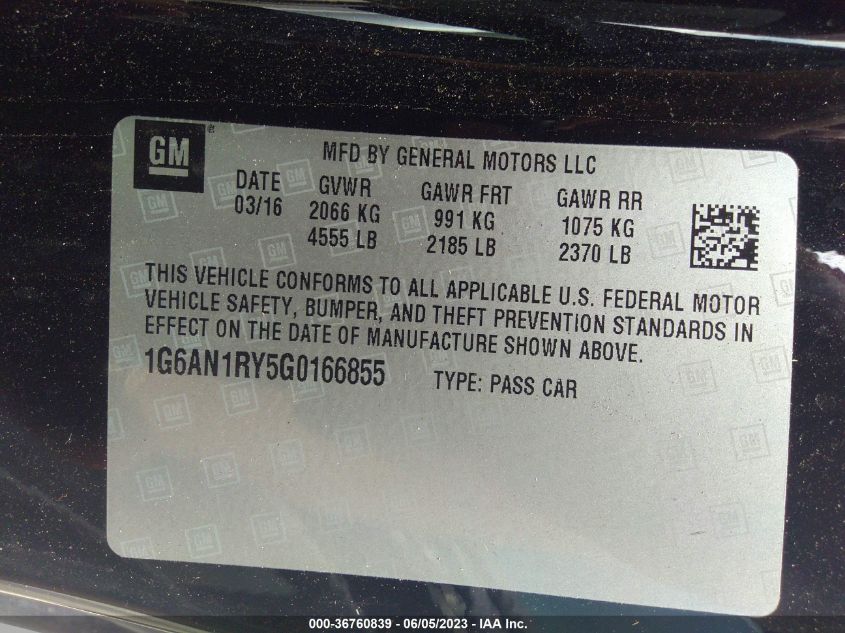 GM
MFD BY GENERAL MOTORS LLC
DATE GVWR GAWR FRT GAWR RR
03/16 2066 KG 991 KG 1075 KG
4555 LB 2185 LB 2370 LB
THIS VEHICLE CONFORMS TO ALL APPLICABLE U.S. FEDERAL MOTOR
VEHICLE SAFETY, BUMPER, AND THEFT PREVENTION STANDARDS IN
EFFECT ON THE DATE OF MANUFACTURE SHOWN ABOVE.
1G6AN1RY5G0166855 TYPE: PASS CAR
000-36760839 - 06/05/2023 - IAA Inc.